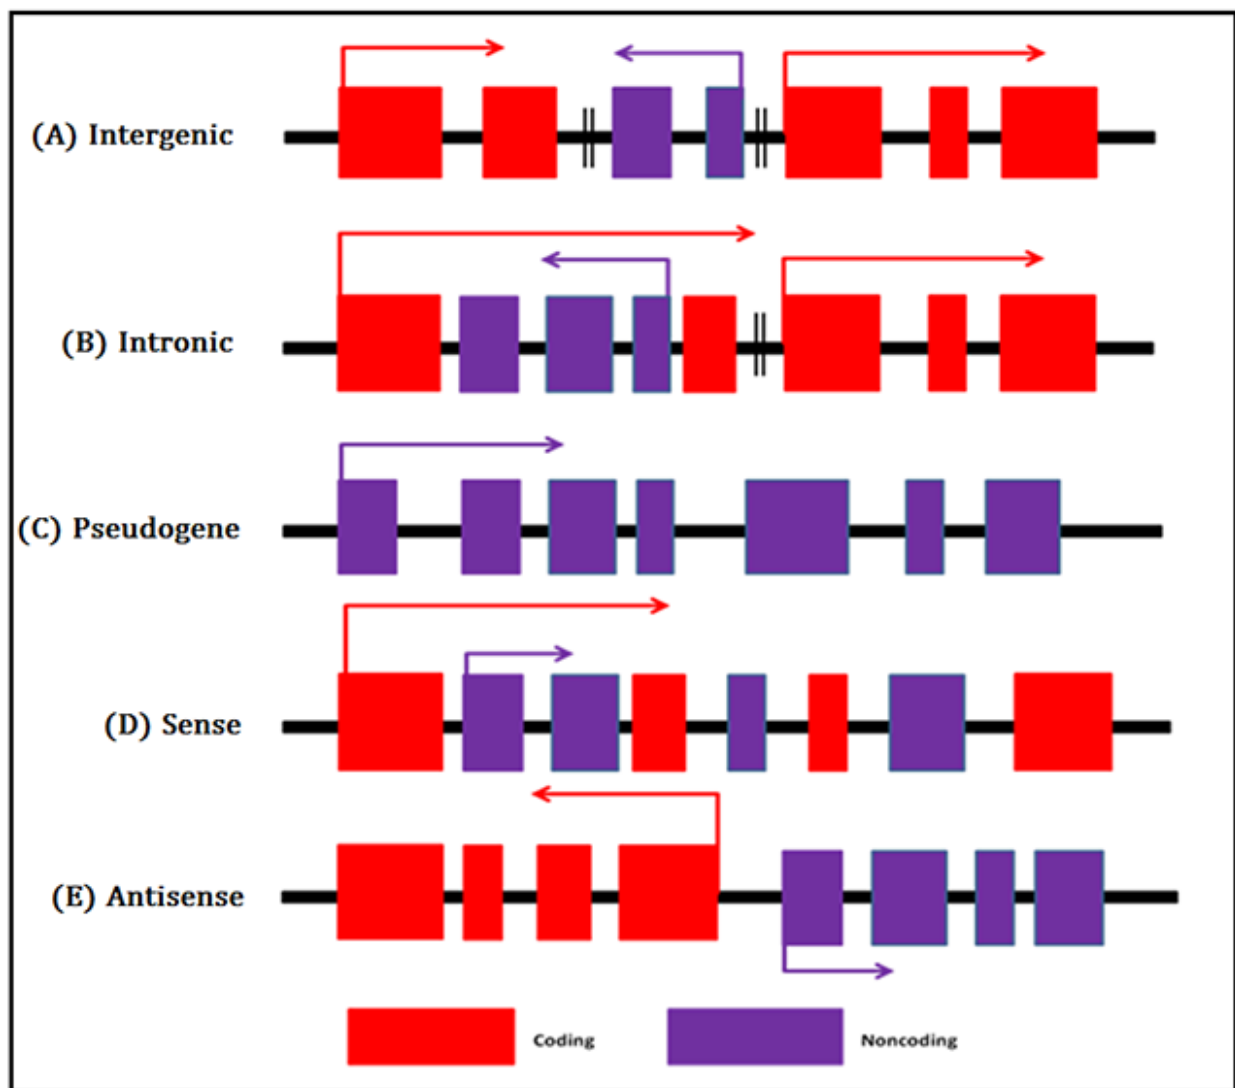 (A) Intergenic
(B) Intronic
(C) Pseudogene
(D) Sense
(E) Antisense
Coding
Noncoding